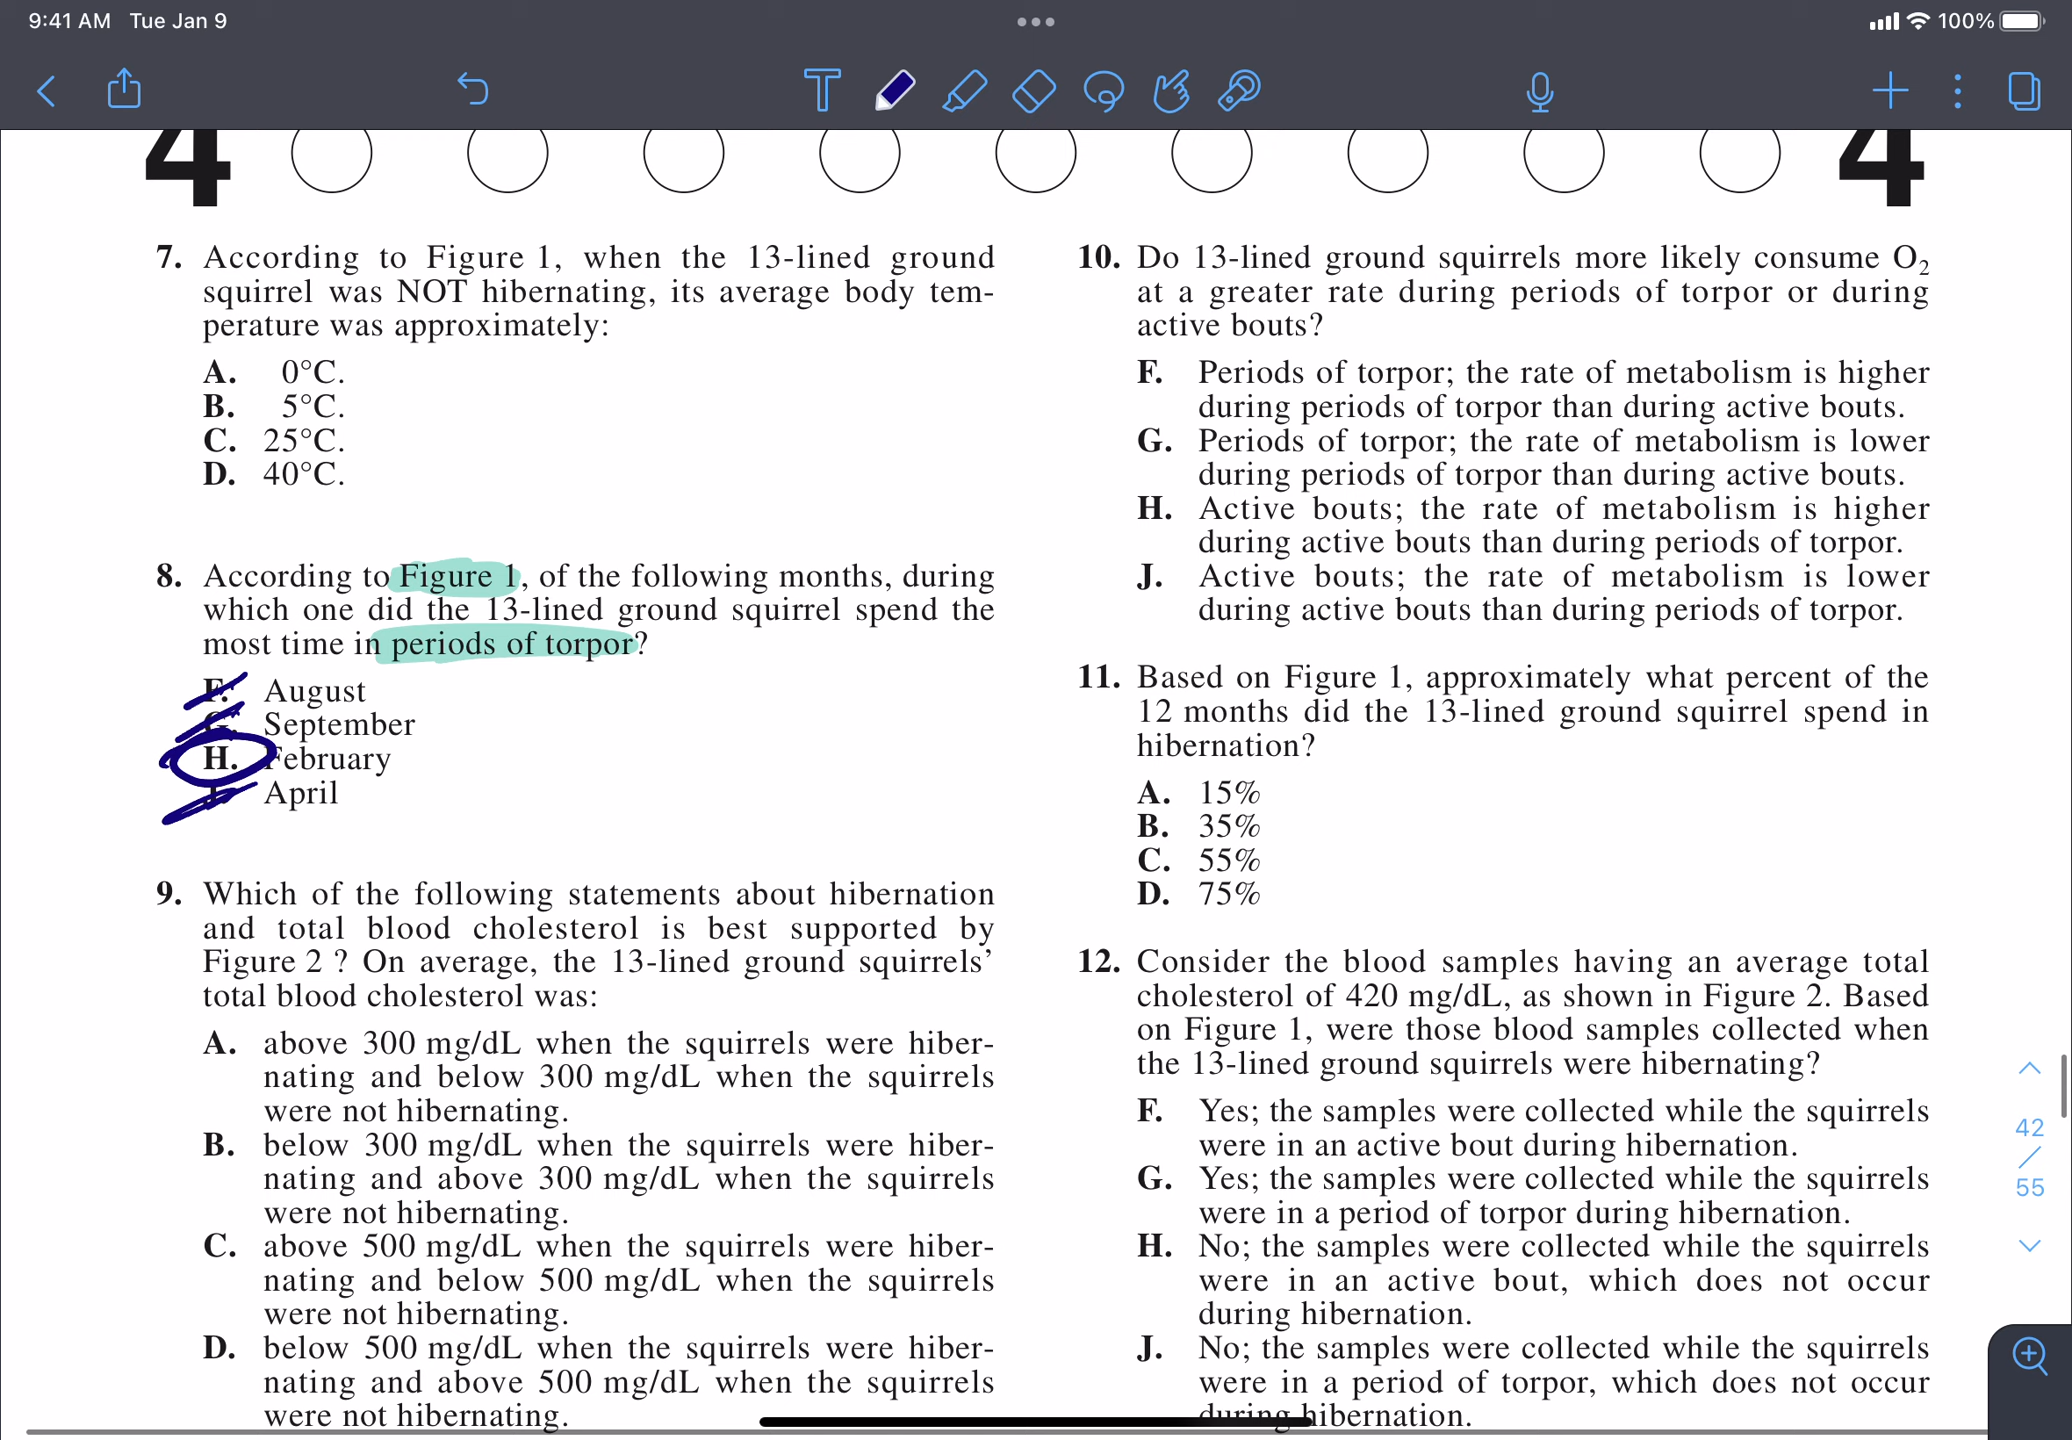 9:41 AM Tue Jan 9
100%
4 4
7. According to Figure 1, when the 13-lined ground
squirrel was NOT hibernating, its average body tem-
perature was approximately:
A. 0°C.
B. 5°C.
C. 25°C.
D. 40°C.
8. According to Figure 1, of the following months, during
which one did the 13-lined ground squirrel spend the
most time in periods of torpor?
F. August
G. September
H. February
J. April
9. Which of the following statements about hibernation
and total blood cholesterol is best supported by
Figure 2 ? On average, the 13-lined ground squirrels’
total blood cholesterol was:
A. above 300 mg/dL when the squirrels were hiber-
nating and below 300 mg/dL when the squirrels
were not hibernating.
B. below 300 mg/dL when the squirrels were hiber-
nating and above 300 mg/dL when the squirrels
were not hibernating.
C. above 500 mg/dL when the squirrels were hiber-
nating and below 500 mg/dL when the squirrels
were not hibernating.
D. below 500 mg/dL when the squirrels were hiber-
nating and above 500 mg/dL when the squirrels
were not hibernating.
10. Do 13-lined ground squirrels more likely consume O₂
at a greater rate during periods of torpor or during
active bouts?
F. Periods of torpor; the rate of metabolism is higher
during periods of torpor than during active bouts.
G. Periods of torpor; the rate of metabolism is lower
during periods of torpor than during active bouts.
H. Active bouts; the rate of metabolism is higher
during active bouts than during periods of torpor.
J. Active bouts; the rate of metabolism is lower
during active bouts than during periods of torpor.
11. Based on Figure 1, approximately what percent of the
12 months did the 13-lined ground squirrel spend in
hibernation?
A. 15%
B. 35%
C. 55%
D. 75%
12. Consider the blood samples having an average total
cholesterol of 420 mg/dL, as shown in Figure 2. Based
on Figure 1, were those blood samples collected when
the 13-lined ground squirrels were hibernating?
F. Yes; the samples were collected while the squirrels
were in an active bout during hibernation.
G. Yes; the samples were collected while the squirrels
were in a period of torpor during hibernation.
H. No; the samples were collected while the squirrels
were in an active bout, which does not occur
during hibernation.
J. No; the samples were collected while the squirrels
were in a period of torpor, which does not occur
during hibernation.
42
/
55